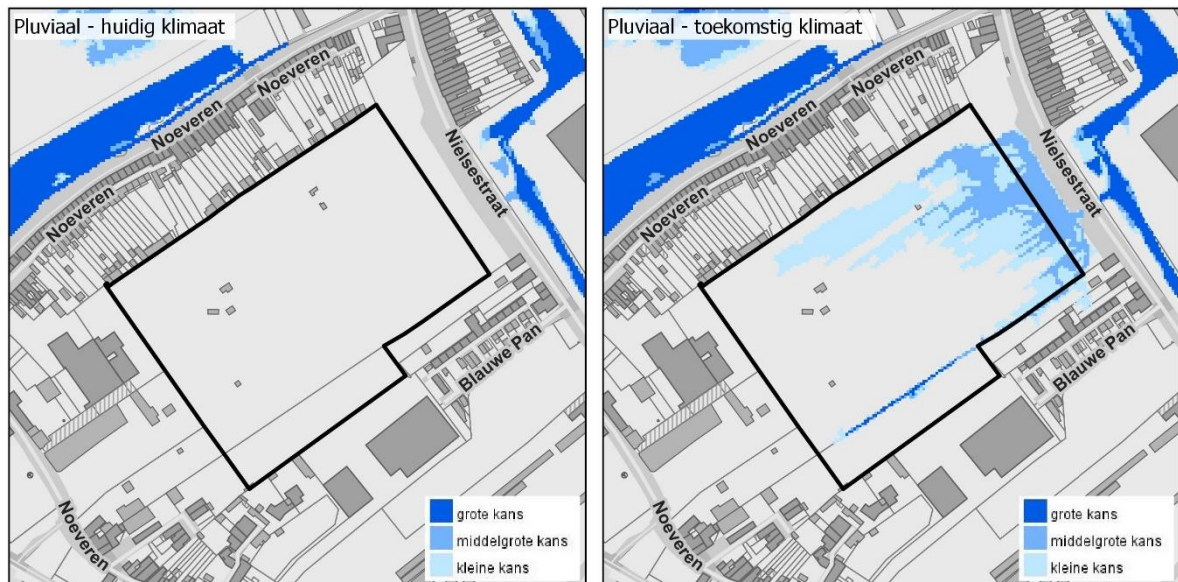 Pluviaal - huidig klimaat
Noeveren
Noeveren
Noeveren
Nielsestraat
Blauwe Pan
Noeveren
grote kans
middelgrote kans
kleine kans
Pluviaal - toekomstig klimaat
Noeveren
Noeveren
Noeveren
Nielsestraat
Blauwe Pan
Noeveren
grote kans
middelgrote kans
kleine kans